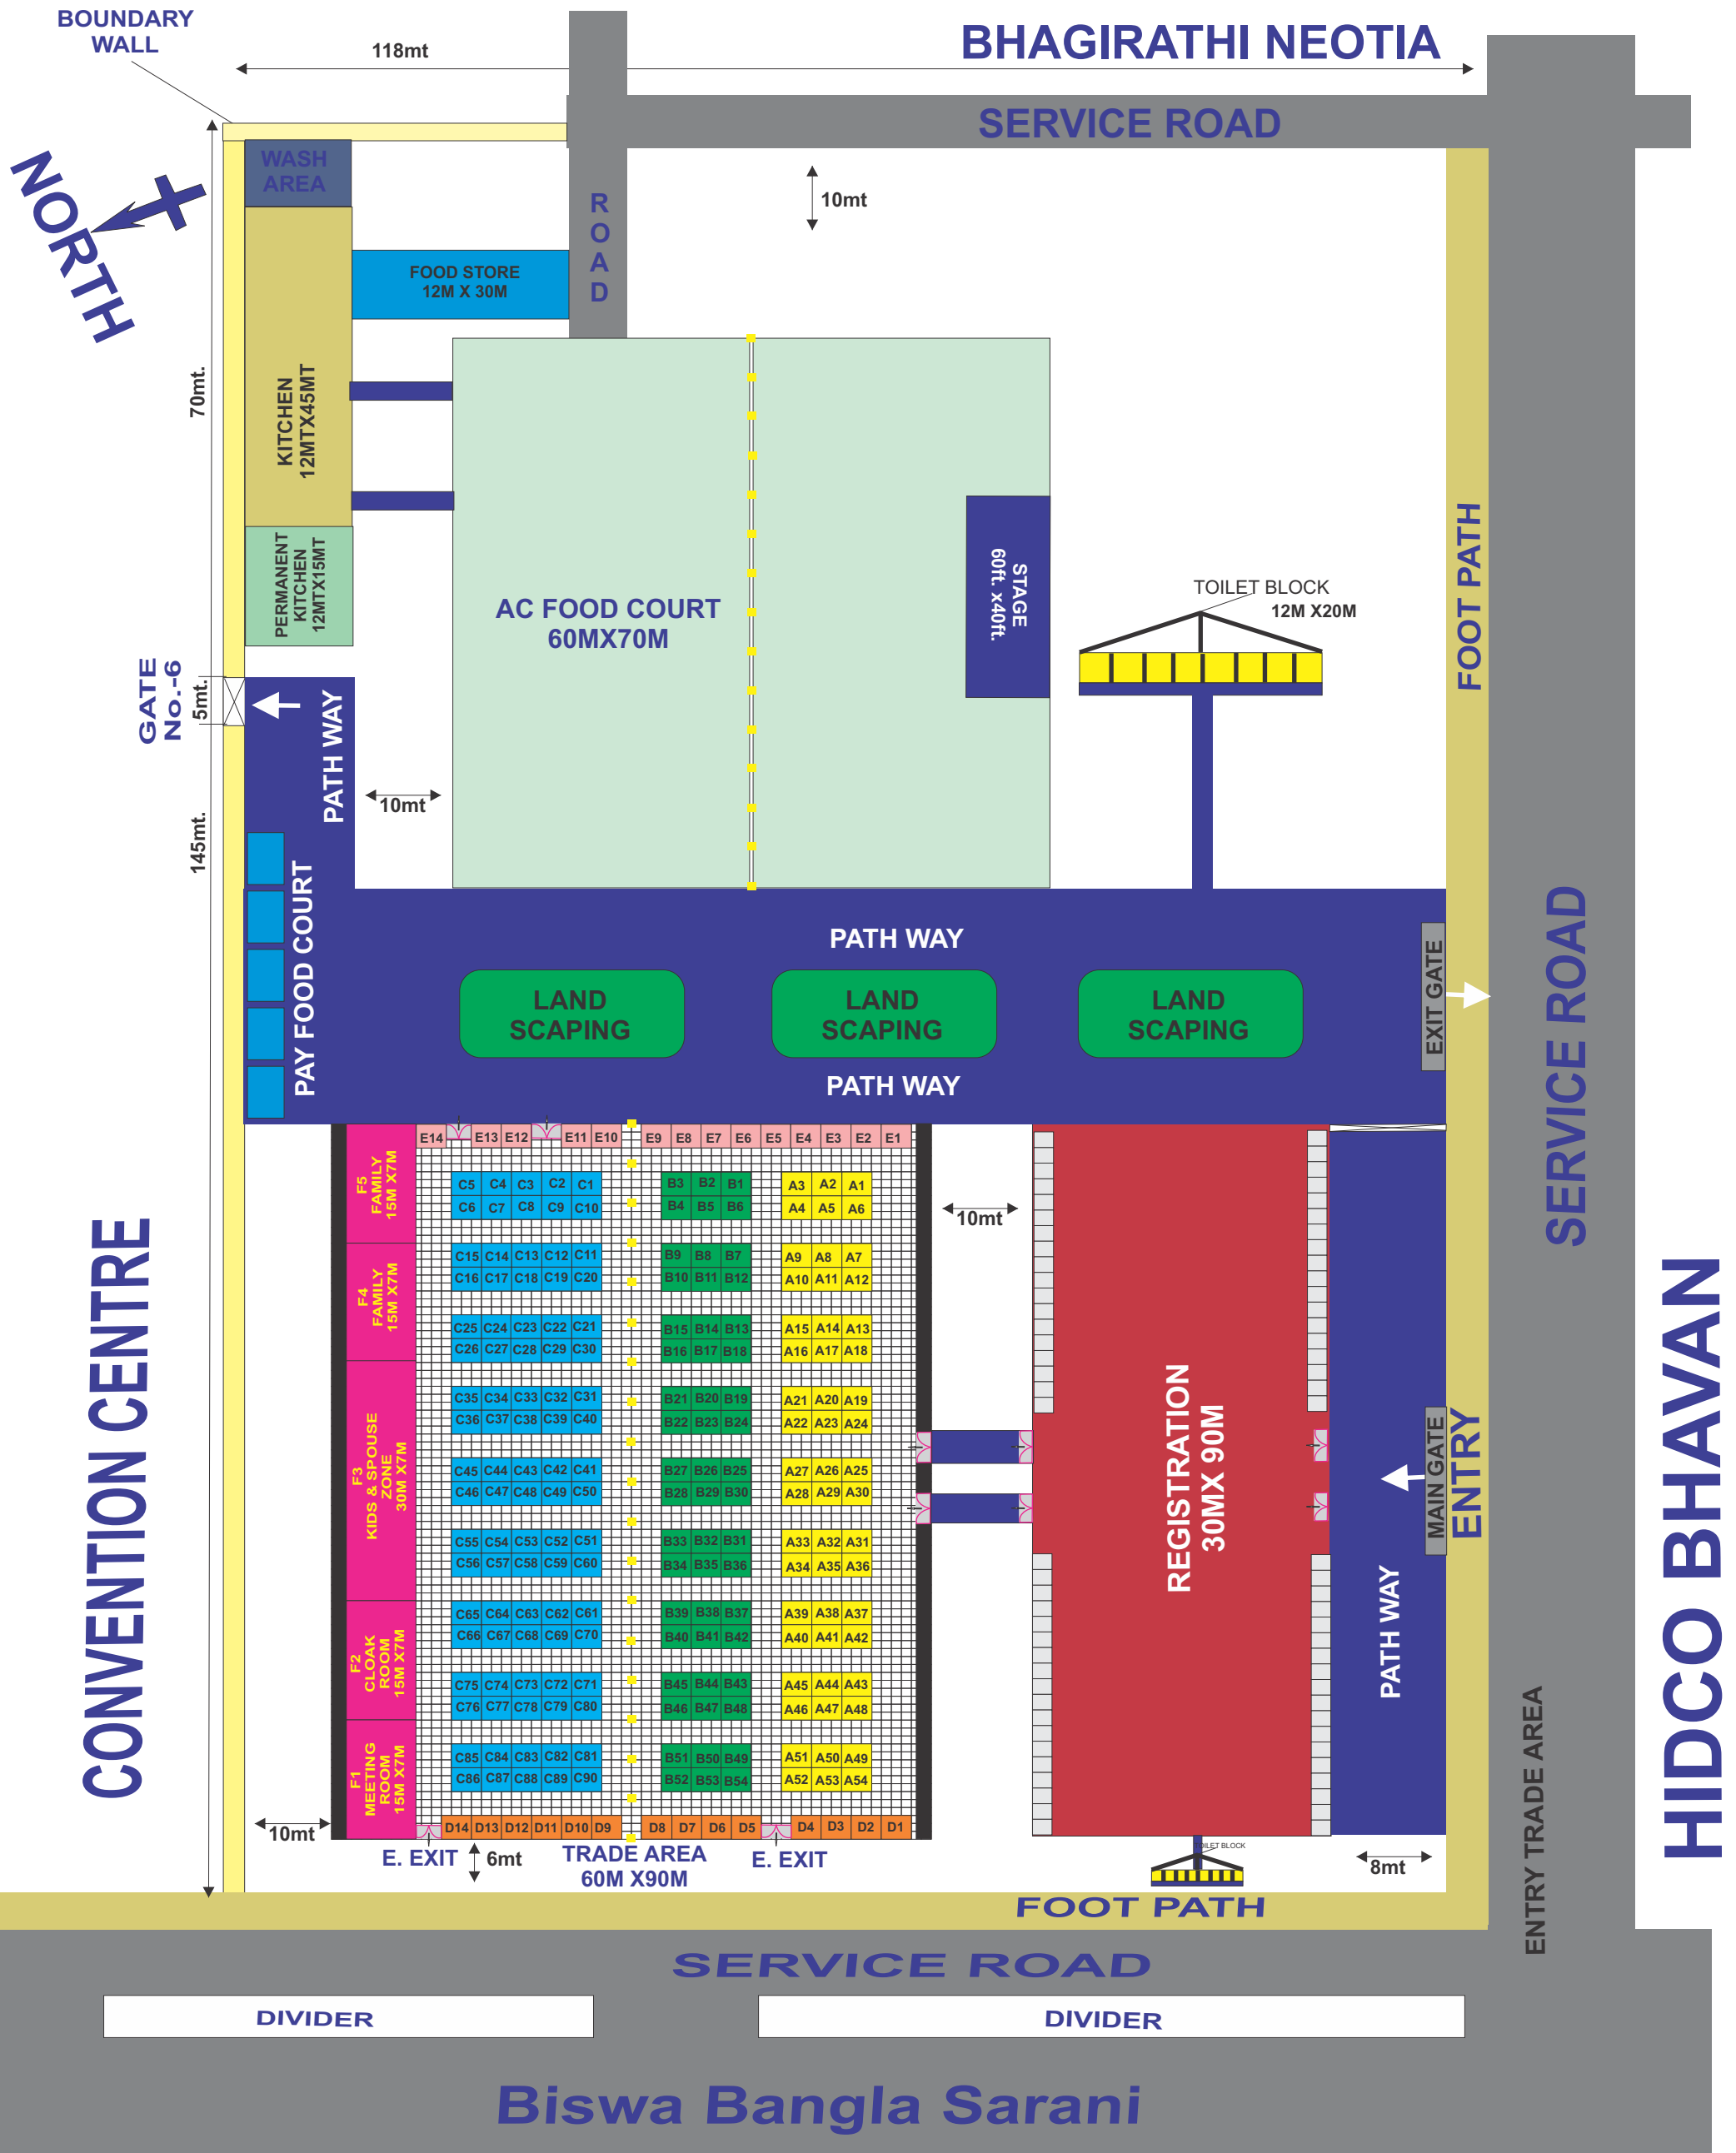 BOUNDARY
WALL
118mt
BHAGIRATHI NEOTIA
SERVICE ROAD
WASH
AREA
NORTH
ROAD
10mt
FOOD STORE
12M X 30M
70mt.
KITCHEN
12MTX45MT
PERMANENT
KITCHEN
12MTX15MT
AC FOOD COURT
60MX70M
STAGE
60ft. x40ft.
TOILET BLOCK
12M X20M
FOOT PATH
GATE
No.-6
5mt.
PATH WAY
10mt
145mt.
PAY FOOD COURT
PATH WAY
LAND
SCAPING
LAND
SCAPING
LAND
SCAPING
PATH WAY
EXIT GATE
SERVICE ROAD
E14 E13 E12 E11 E10 E9 E8 E7 E6 E5 E4 E3 E2 E1
F5
FAMILY
15M X7M
C5 C4 C3 C2 C1 B3 B2 B1 A3 A2 A1
C6 C7 C8 C9 C10 B4 B5 B6 A4 A5 A6
10mt
F4
FAMILY
15M X7M
C15 C14 C13 C12 C11 B9 B8 B7 A9 A8 A7
C16 C17 C18 C19 C20 B10 B11 B12 A10 A11 A12
C25 C24 C23 C22 C21 B15 B14 B13 A15 A14 A13
C26 C27 C28 C29 C30 B16 B17 B18 A16 A17 A18
F3
KIDS & SPOUSE
ZONE
30M X7M
C35 C34 C33 C32 C31 B21 B20 B19 A21 A20 A19
C36 C37 C38 C39 C40 B22 B23 B24 A22 A23 A24
C45 C44 C43 C42 C41 B27 B26 B25 A27 A26 A25
C46 C47 C48 C49 C50 B28 B29 B30 A28 A29 A30
C55 C54 C53 C52 C51 B33 B32 B31 A33 A32 A31
C56 C57 C58 C59 C60 B34 B35 B36 A34 A35 A36
F2
CLOAK
ROOM
15M X7M
C65 C64 C63 C62 C61 B39 B38 B37 A39 A38 A37
C66 C67 C68 C69 C70 B40 B41 B42 A40 A41 A42
C75 C74 C73 C72 C71 B45 B44 B43 A45 A44 A43
C76 C77 C78 C79 C80 B46 B47 B48 A46 A47 A48
F1
MEETING
ROOM
15M X7M
C85 C84 C83 C82 C81 B51 B50 B49 A51 A50 A49
C86 C87 C88 C89 C90 B52 B53 B54 A52 A53 A54
D14 D13 D12 D11 D10 D9 D8 D7 D6 D5 D4 D3 D2 D1
REGISTRATION
30MX 90M
MAIN GATE
ENTRY
PATH WAY
CONVENTION CENTRE
HIDCO BHAVAN
ENTRY TRADE AREA
10mt
E. EXIT
6mt
TRADE AREA
60M X90M
E. EXIT
TOILET BLOCK
8mt
FOOT PATH
SERVICE ROAD
DIVIDER
DIVIDER
Biswa Bangla Sarani